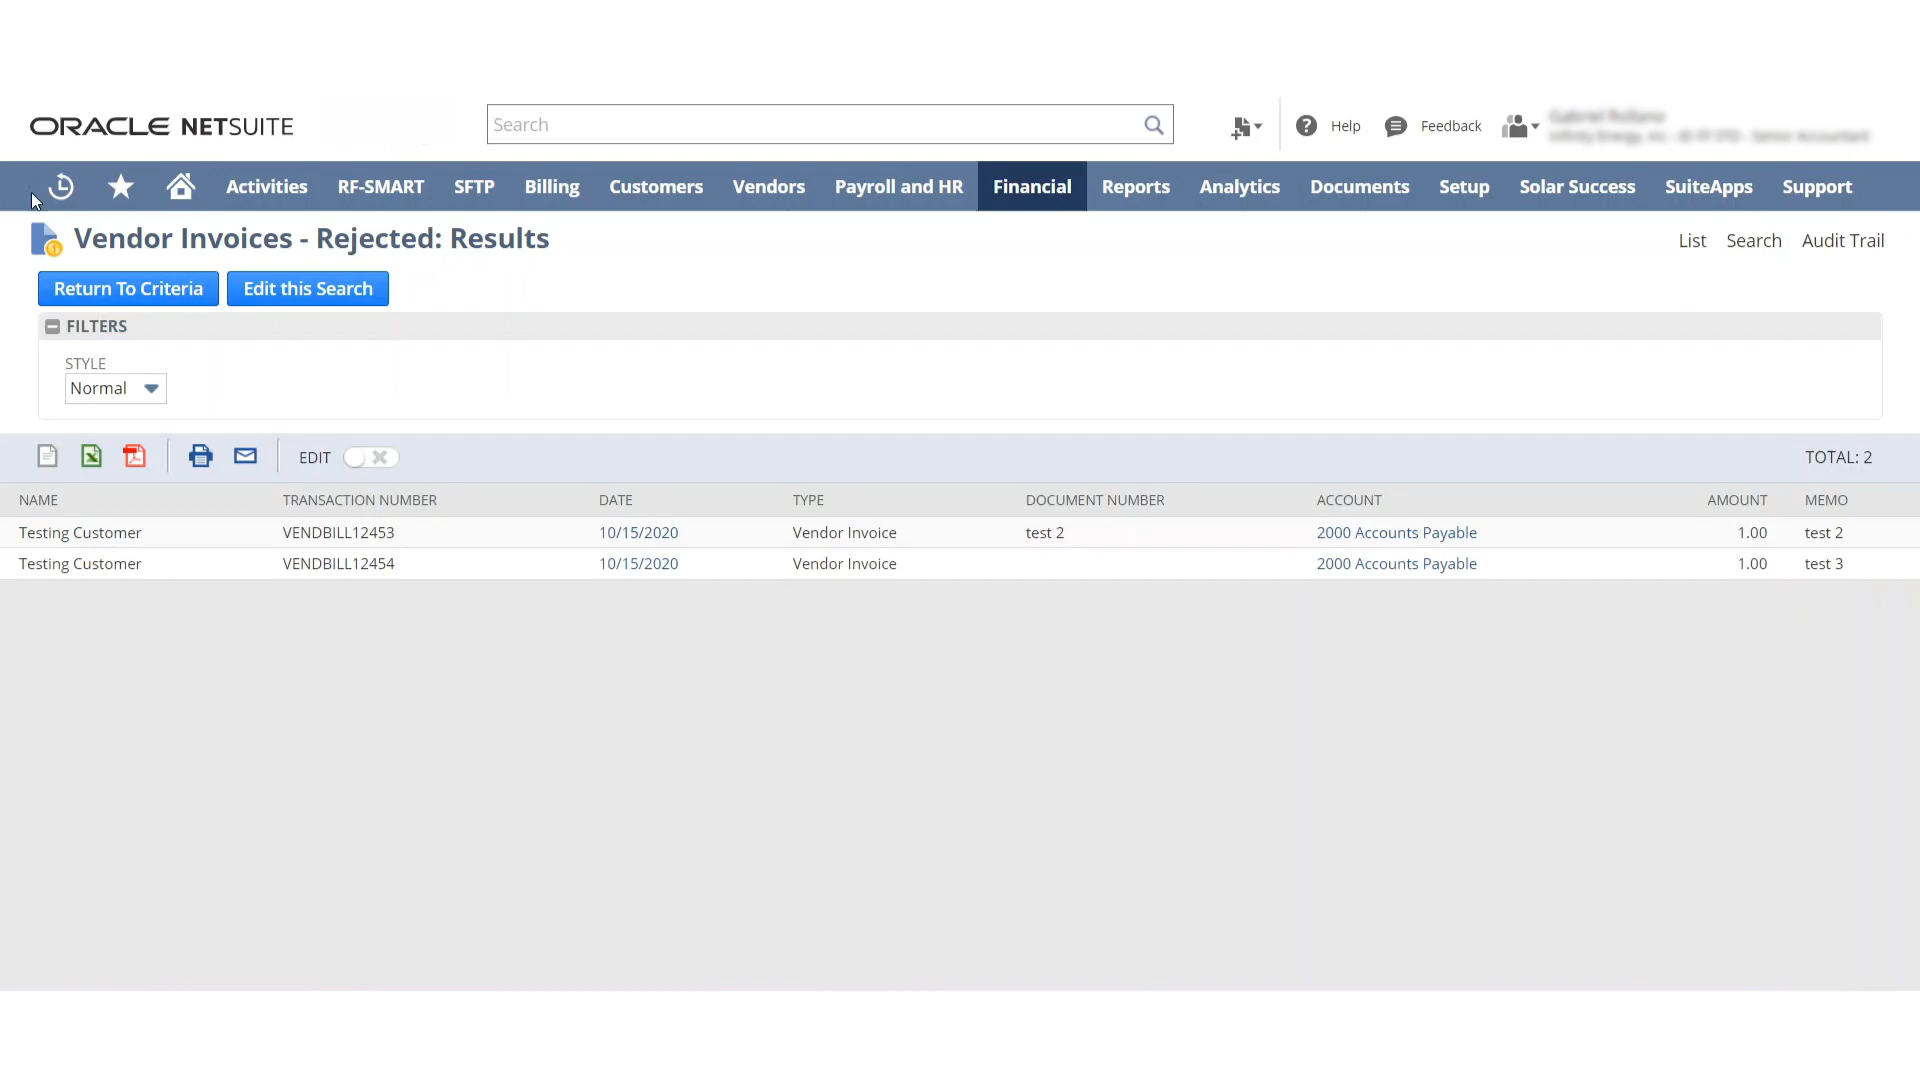 ORACLE NETSUITE
Search
Help
Feedback
Activities RF-SMART SFTP Billing Customers Vendors Payroll and HR Financial Reports Analytics Documents Setup Solar Success SuiteApps Support
Vendor Invoices - Rejected: Results
List Search Audit Trail
Return To Criteria Edit this Search
FILTERS
STYLE
Normal
EDIT TOTAL: 2
NAME TRANSACTION NUMBER DATE TYPE DOCUMENT NUMBER ACCOUNT AMOUNT MEMO
Testing Customer VENDBILL12453 10/15/2020 Vendor Invoice test 2 2000 Accounts Payable 1.00 test 2
Testing Customer VENDBILL12454 10/15/2020 Vendor Invoice 2000 Accounts Payable 1.00 test 3